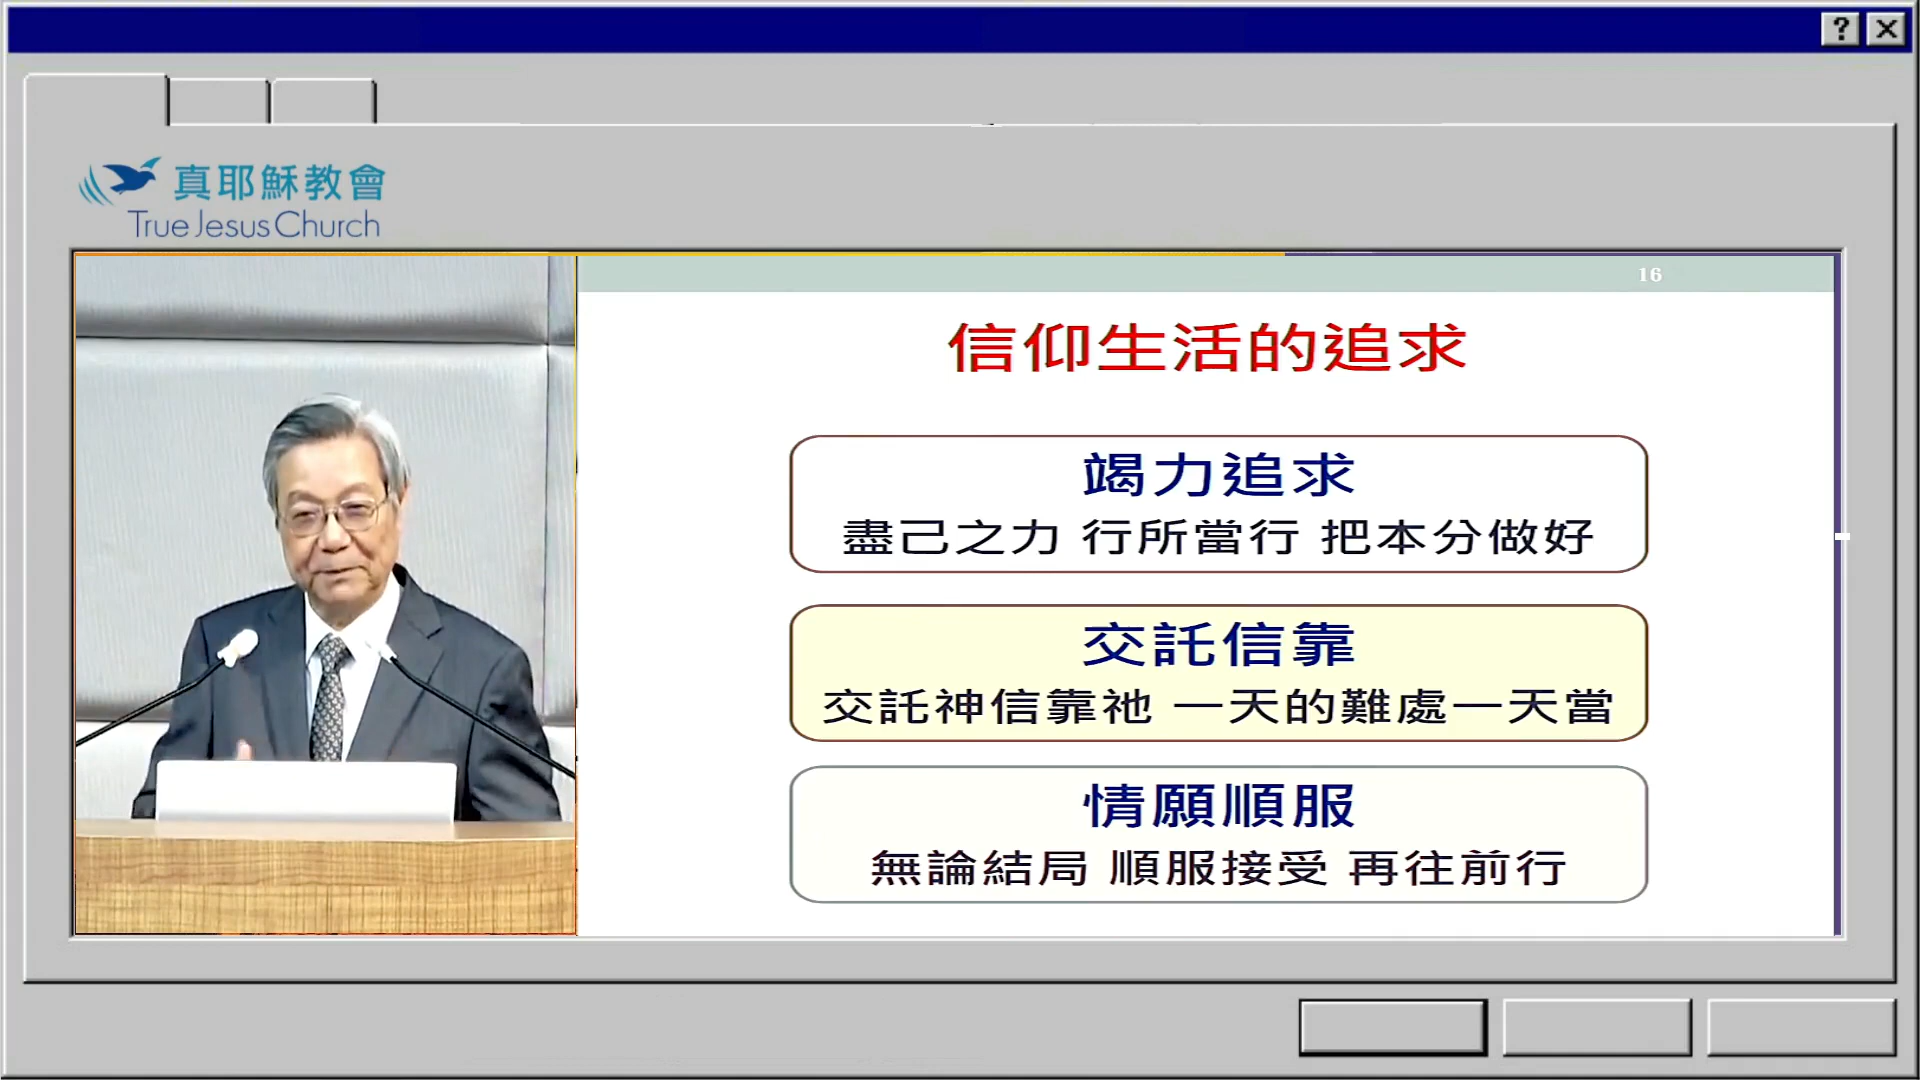 真耶穌教會
True Jesus Church
16
信仰生活的追求
竭力追求
盡己之力 行所當行 把本分做好
交託信靠
交託神信靠祂 一天的難處一天當
情願順服
無論結局 順服接受 再往前行